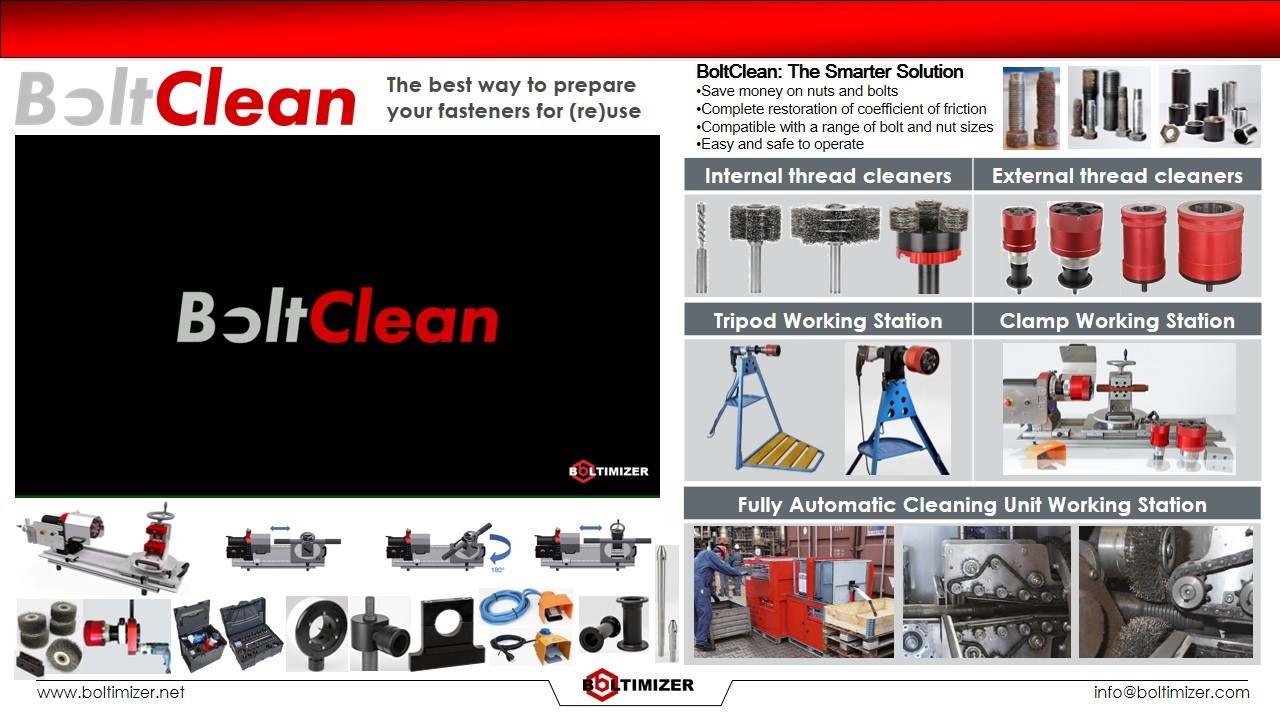 BoltClean
The best way to prepare
your fasteners for (re)use
BoltClean
BOLTIMIZER
180°
BoltClean: The Smarter Solution
•Save money on nuts and bolts
•Complete restoration of coefficient of friction
•Compatible with a range of bolt and nut sizes
•Easy and safe to operate
Internal thread cleaners
External thread cleaners
Tripod Working Station
Clamp Working Station
Fully Automatic Cleaning Unit Working Station
www.boltimizer.net
BOLTIMIZER
info@boltimizer.com